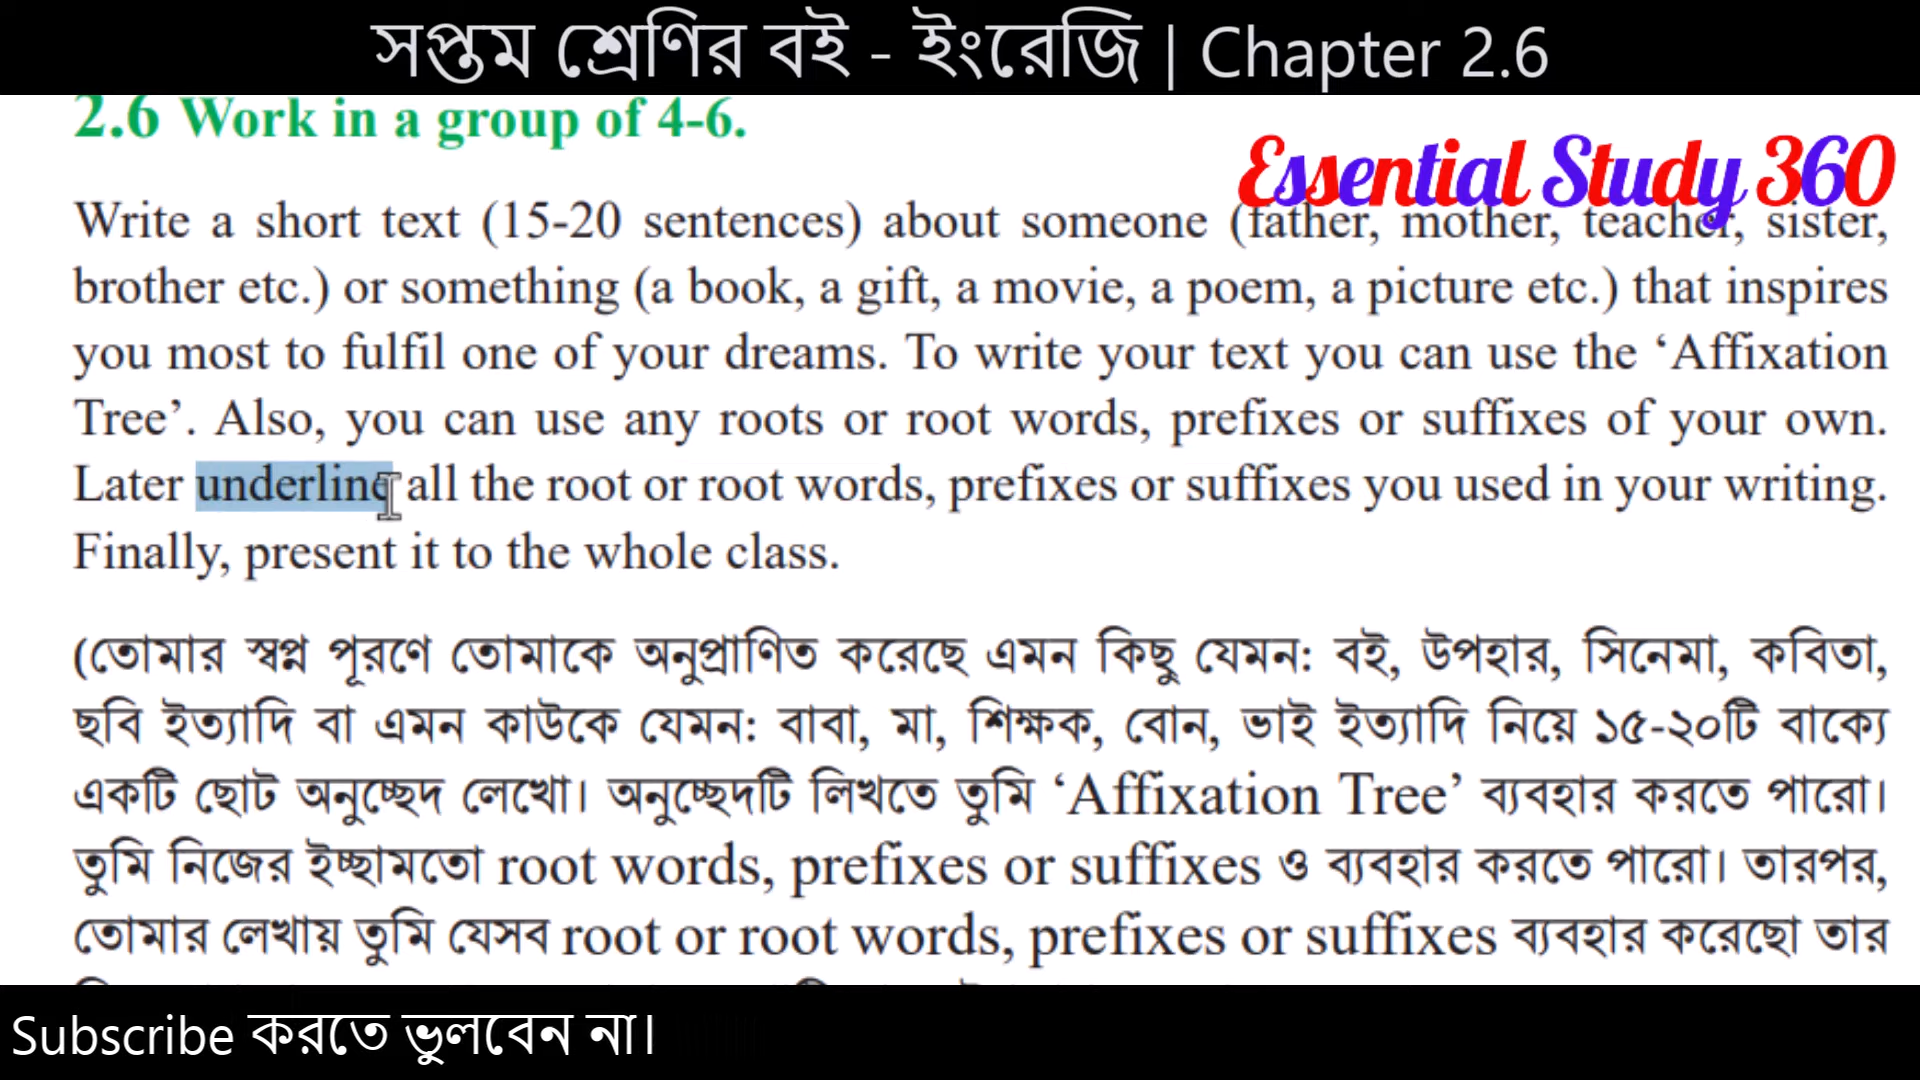 সপ্তম শ্রেণির বই - ইংরেজি | Chapter 2.6
2.6 Work in a group of 4-6.
Essential Study 360
Write a short text (15-20 sentences) about someone (father, mother, teacher, sister,
brother etc.) or something (a book, a gift, a movie, a poem, a picture etc.) that inspires
you most to fulfil one of your dreams. To write your text you can use the ‘Affixation
Tree’. Also, you can use any roots or root words, prefixes or suffixes of your own.
Later underline all the root or root words, prefixes or suffixes you used in your writing.
Finally, present it to the whole class.
(তোমার স্বপ্ন পূরণে তোমাকে অনুপ্রাণিত করেছে এমন কিছু যেমন: বই, উপহার, সিনেমা, কবিতা,
ছবি ইত্যাদি বা এমন কাউকে যেমন: বাবা, মা, শিক্ষক, বোন, ভাই ইত্যাদি নিয়ে ১৫-২০টি বাক্যে
একটি ছোট অনুচ্ছেদ লেখো। অনুচ্ছেদটি লিখতে তুমি ‘Affixation Tree’ ব্যবহার করতে পারো।
তুমি নিজের ইচ্ছামতো root words, prefixes or suffixes ও ব্যবহার করতে পারো। তারপর,
তোমার লেখায় তুমি যেসব root or root words, prefixes or suffixes ব্যবহার করেছো তার
Subscribe করতে ভুলবেন না।